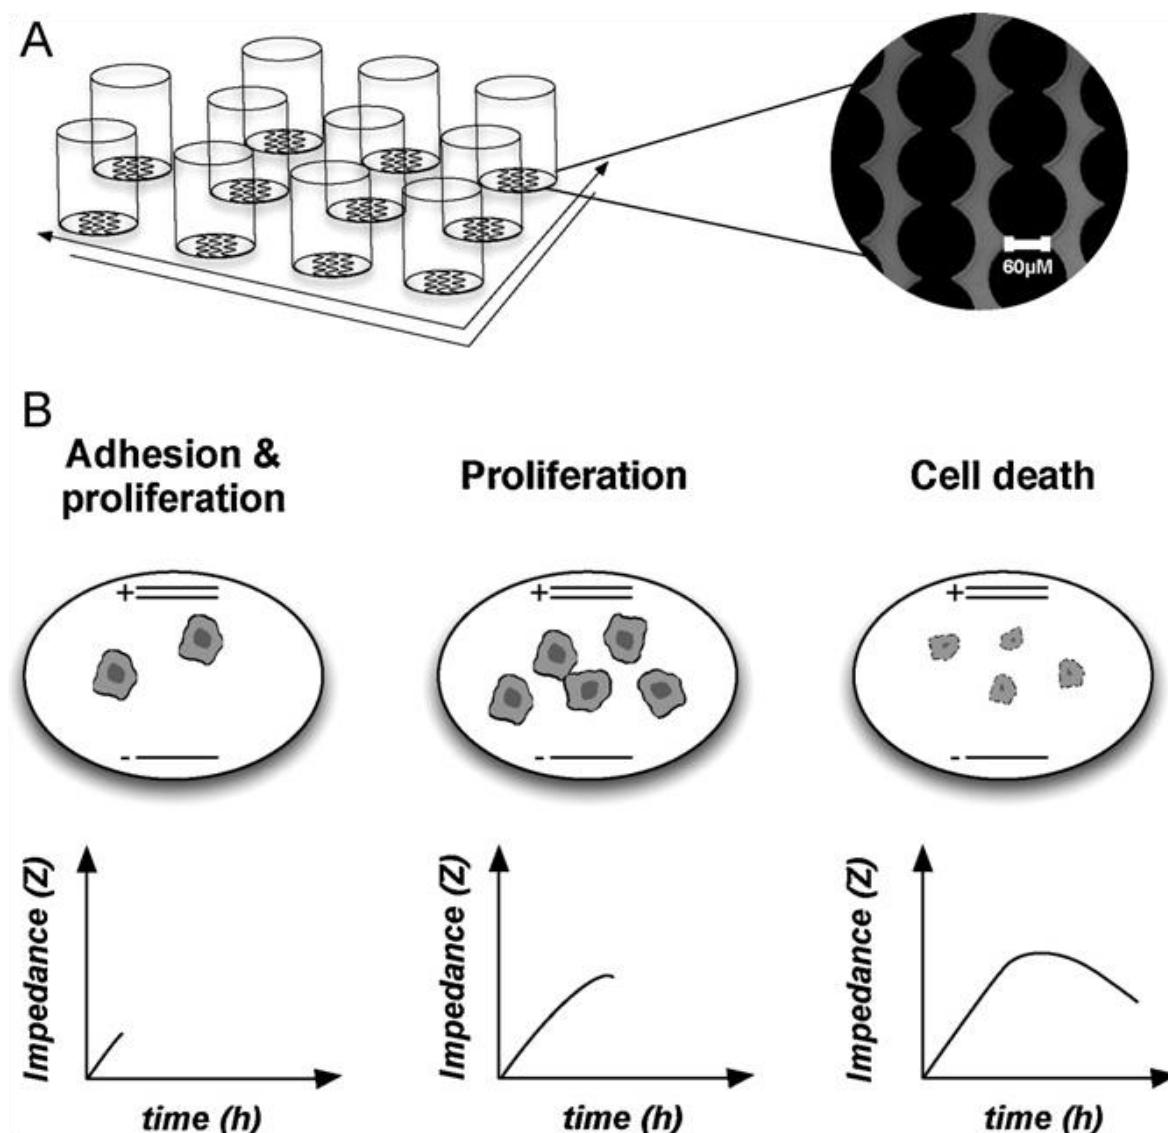 A
60µM
B
Adhesion &
proliferation
Proliferation
Cell death
+
+
+
-
-
-
Impedance (Z)
Impedance (Z)
Impedance (Z)
time (h)
time (h)
time (h)